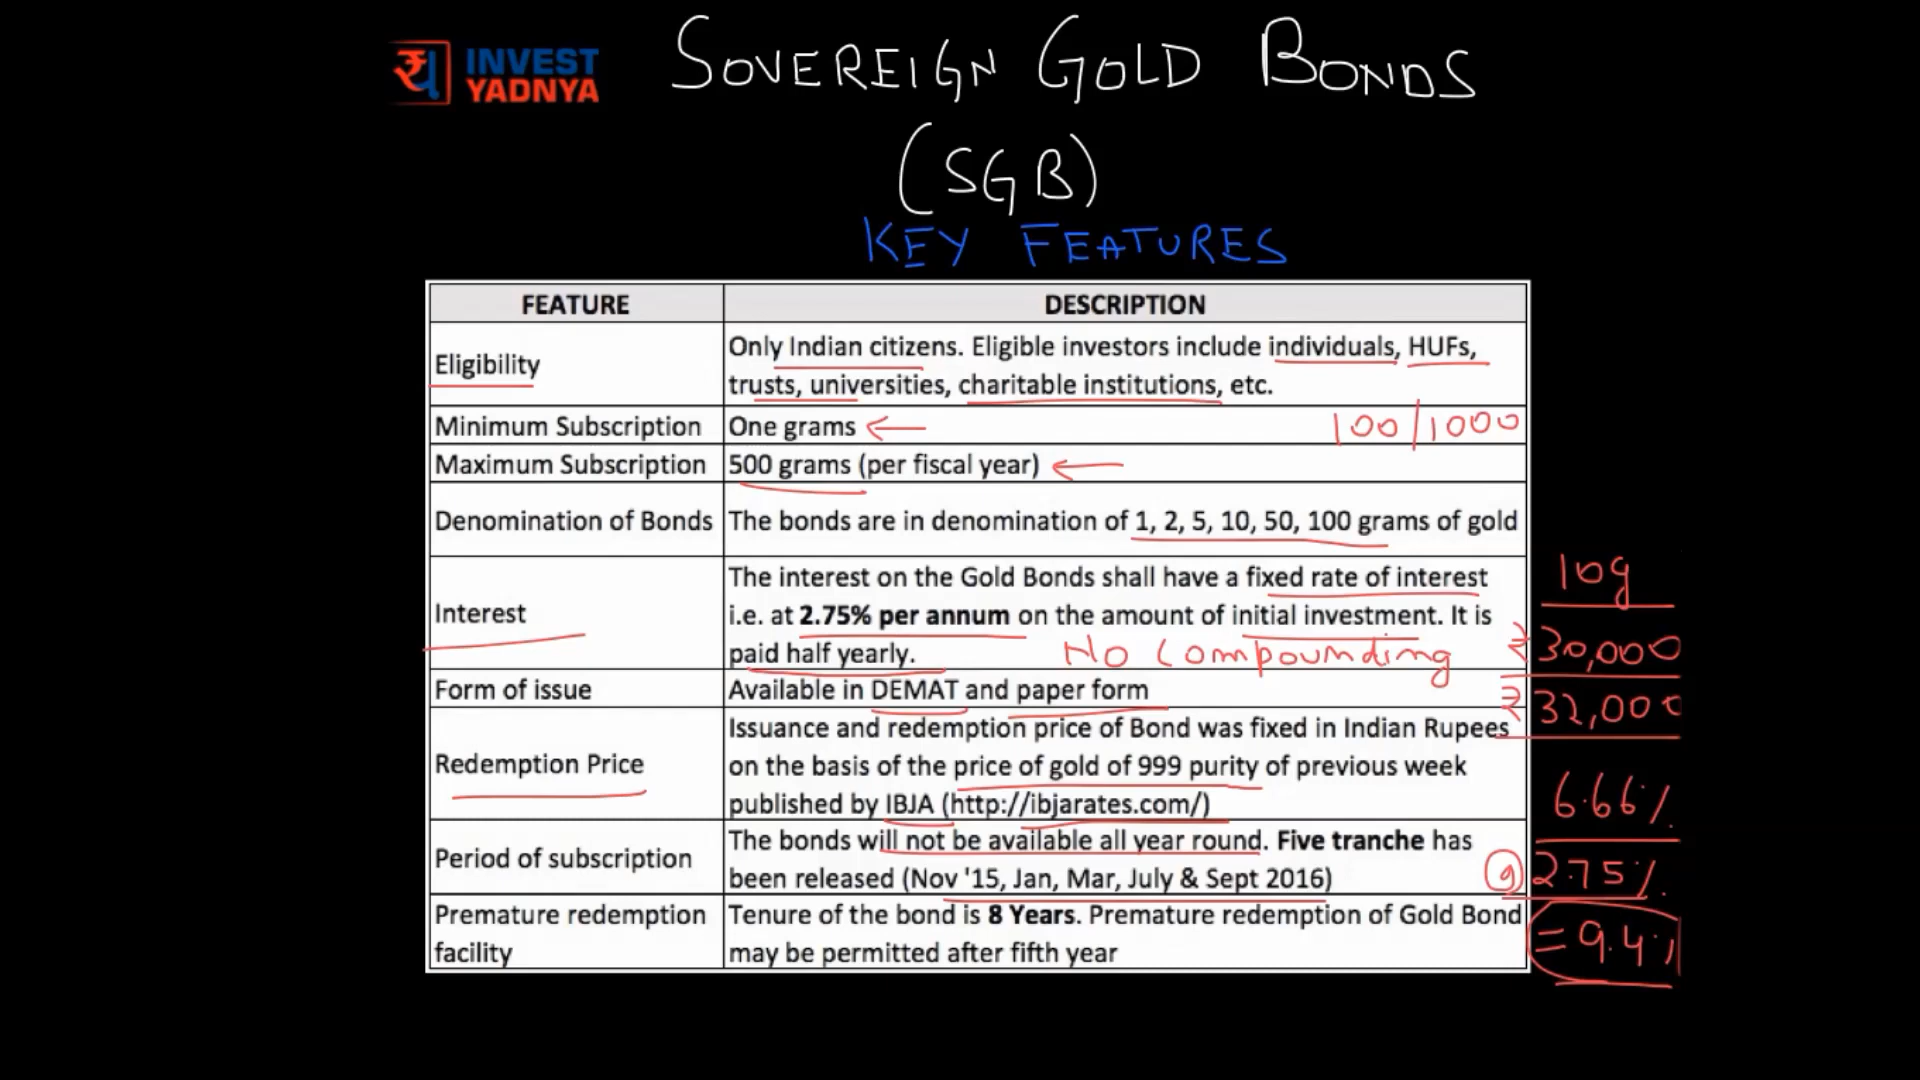 INVEST
YADNYA
SOVEREIGN GOLD BONDS
(SGB)
KEY FEATURES
FEATURE
DESCRIPTION
Eligibility
Only Indian citizens. Eligible investors include individuals, HUFs,
trusts, universities, charitable institutions, etc.
Minimum Subscription
One grams
100/1000
Maximum Subscription
500 grams (per fiscal year)
Denomination of Bonds
The bonds are in denomination of 1, 2, 5, 10, 50, 100 grams of gold
Interest
The interest on the Gold Bonds shall have a fixed rate of interest
i.e. at 2.75% per annum on the amount of initial investment. It is
paid half yearly.
No Compounding
Form of issue
Available in DEMAT and paper form
Redemption Price
Issuance and redemption price of Bond was fixed in Indian Rupees
on the basis of the price of gold of 999 purity of previous week
published by IBJA (http://ibjarates.com/)
Period of subscription
The bonds will not be available all year round. Five tranche has
been released (Nov '15, Jan, Mar, July & Sept 2016)
Premature redemption
facility
Tenure of the bond is 8 Years. Premature redemption of Gold Bond
may be permitted after fifth year
10g
₹30,000
₹32,000
6.66%
2.75%
= 9.4%